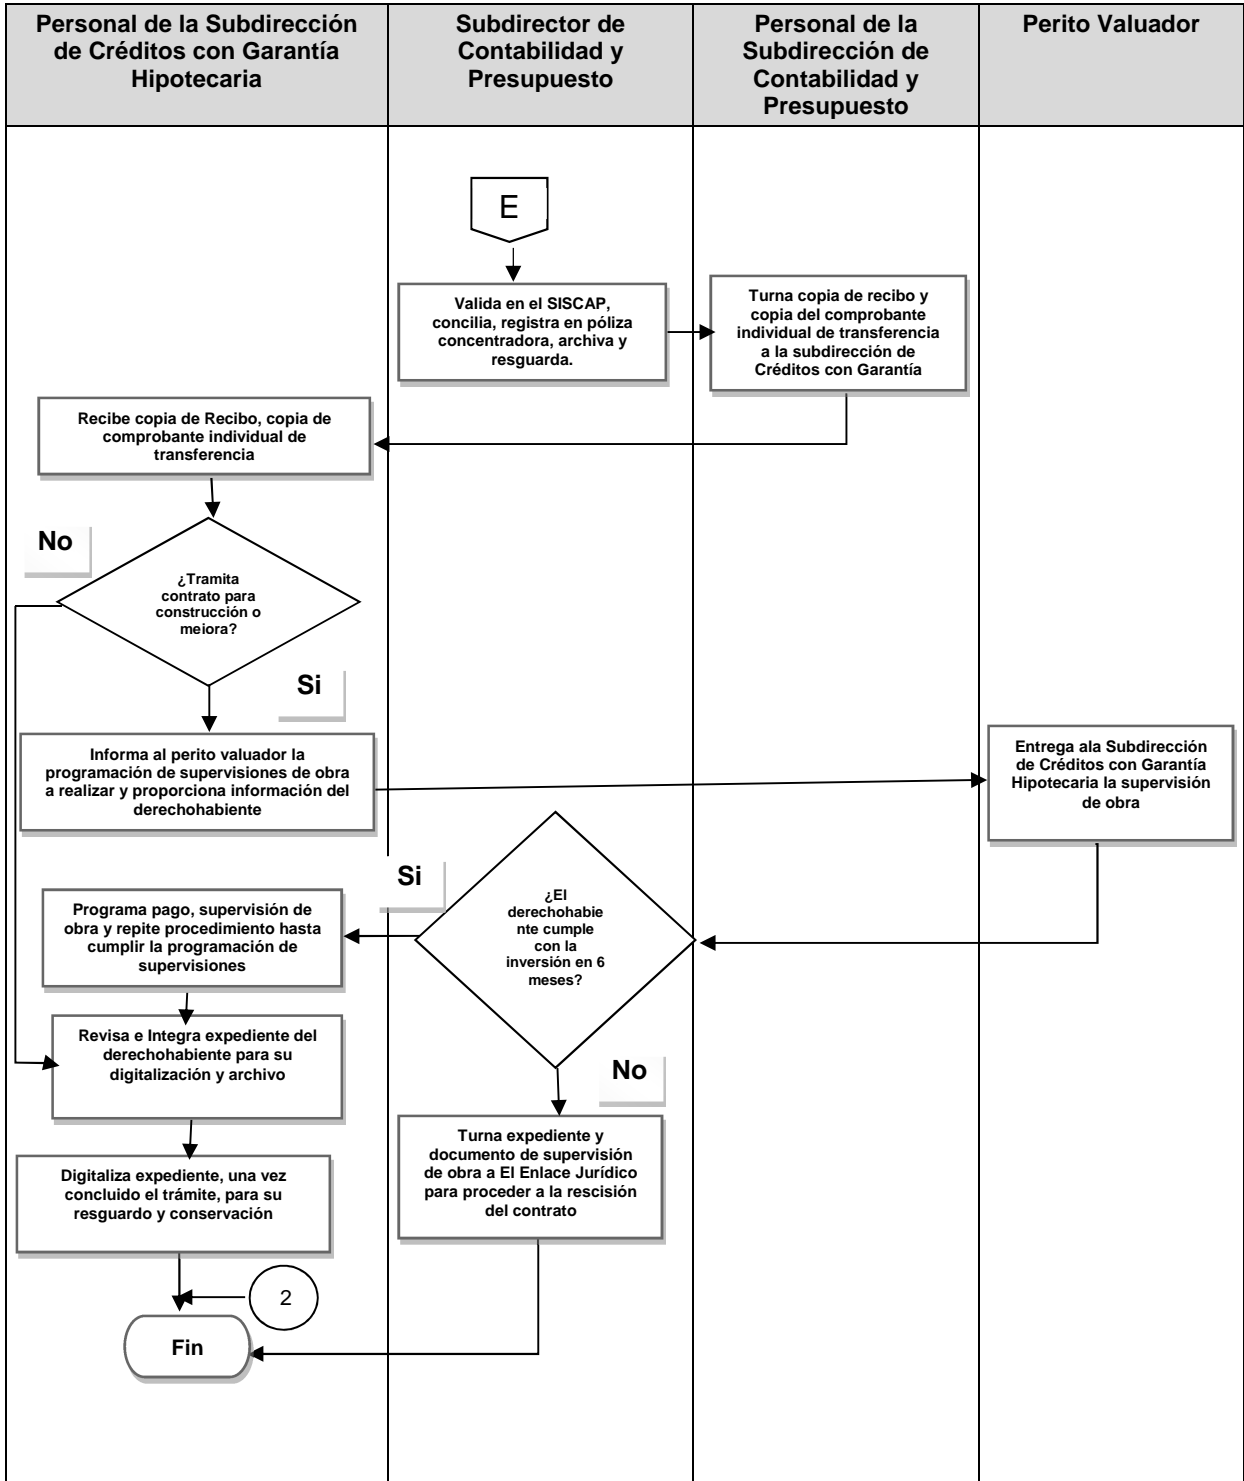 Personal de la Subdirección
de Créditos con Garantía
Hipotecaria
Subdirector de
Contabilidad y
Presupuesto
Personal de la
Subdirección de
Contabilidad y
Presupuesto
Perito Valuador
E
Valida en el SISCAP,
concilia, registra en póliza
concentradora, archiva y
resguarda.
Turna copia de recibo y
copia del comprobante
individual de transferencia
a la subdirección de
Créditos con Garantía
Recibe copia de Recibo, copia de
comprobante individual de
transferencia
No
¿Tramita
contrato para
construcción o
mejora?
Si
Informa al perito valuador la
programación de supervisiones de obra
a realizar y proporciona información del
derechohabiente
Entrega ala Subdirección
de Créditos con Garantía
Hipotecaria la supervisión
de obra
Si
¿El
derechohabie
nte cumple
con la
inversión en 6
meses?
Programa pago, supervisión de
obra y repite procedimiento hasta
cumplir la programación de
supervisiones
Revisa e Integra expediente del
derechohabiente para su
digitalización y archivo
No
Turna expediente y
documento de supervisión
de obra a El Enlace Jurídico
para proceder a la rescisión
del contrato
Digitaliza expediente, una vez
concluido el trámite, para su
resguardo y conservación
2
Fin